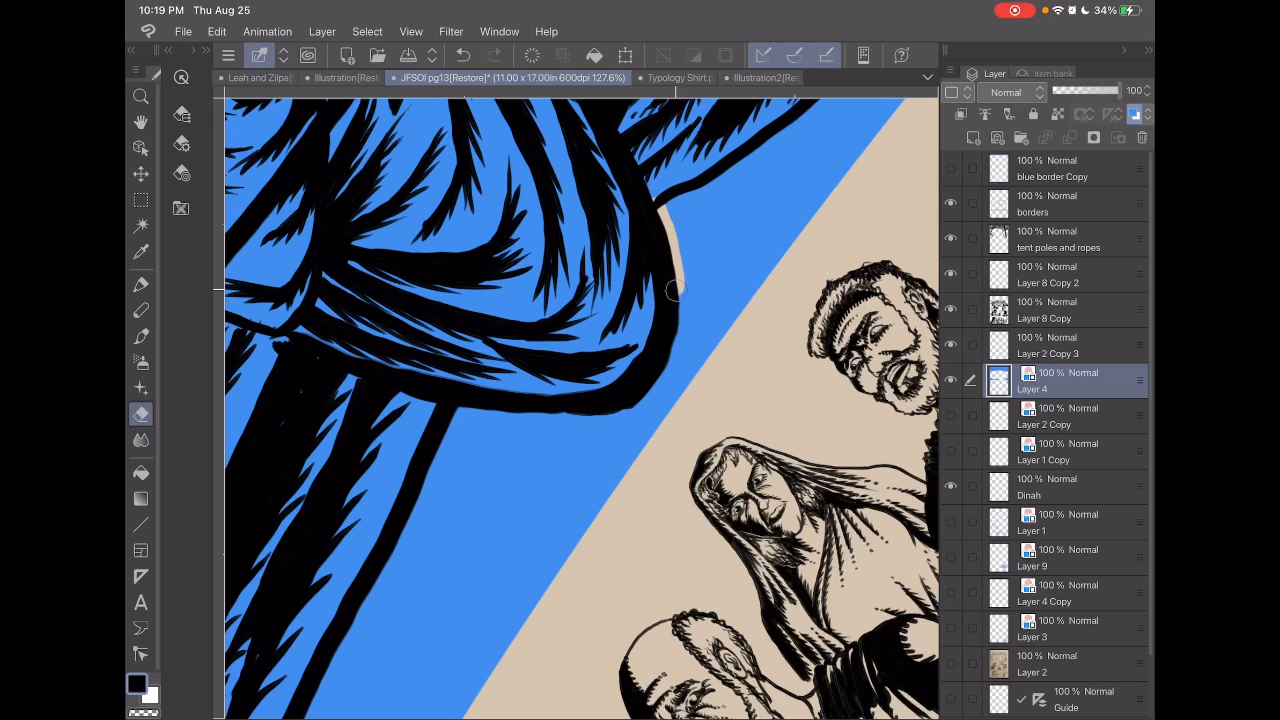 10:19 PM Thu Aug 25
34%
File Edit Animation Layer Select View Filter Window Help
Leah and Zilpa[ Illustration[Rest JFSOI pg13[Restore]* (11.00 x 17.00in 600dpi 127.6%) Typology Shirt. Illustration2[Res
Layer Item bank
Normal 100
100 % Normal
blue border Copy
100 % Normal
borders
100 % Normal
tent poles and ropes
100 % Normal
Layer 8 Copy 2
100 % Normal
Layer 8 Copy
100 % Normal
Layer 2 Copy 3
100 % Normal
Layer 4
100 % Normal
Layer 2 Copy
100 % Normal
Layer 1 Copy
100 % Normal
Dinah
100 % Normal
Layer 1
100 % Normal
Layer 9
100 % Normal
Layer 4 Copy
100 % Normal
Layer 3
100 % Normal
Layer 2
100 % Normal
Guide